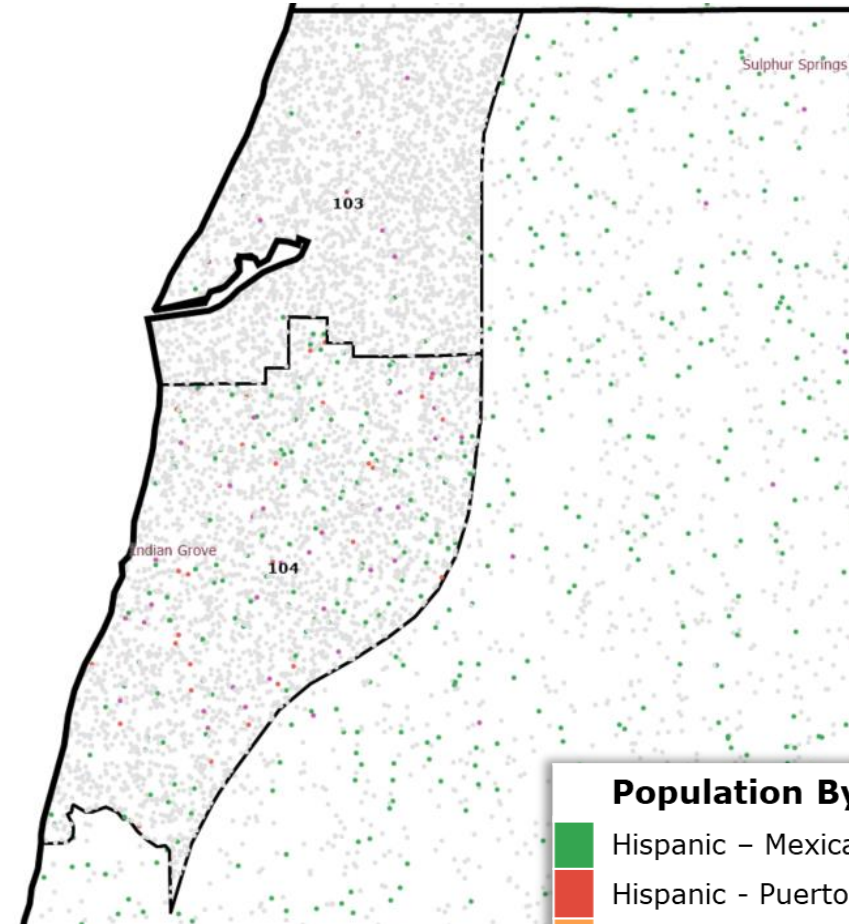 Sulphur Springs
103
Indian Grove
104
Population By
Hispanic – Mexica
Hispanic - Puerto